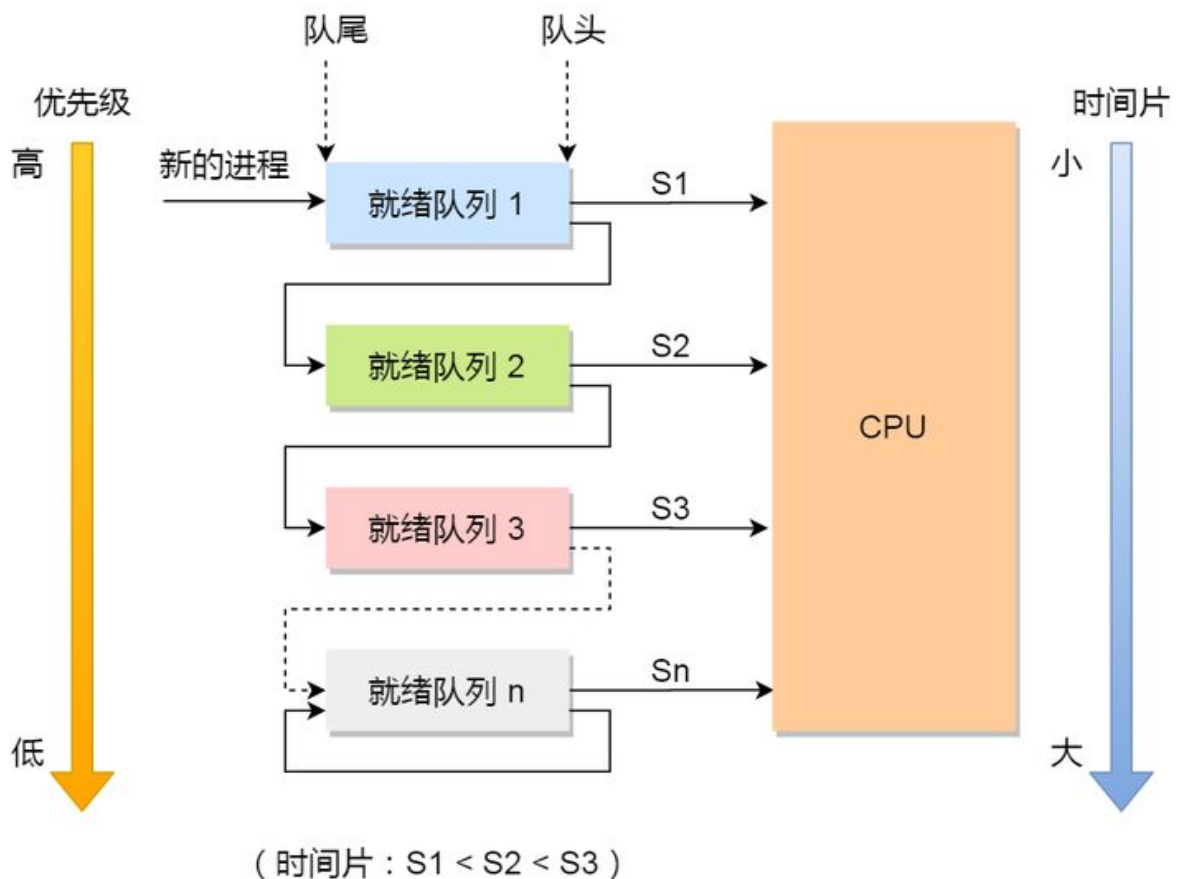 队尾
队头
优先级
时间片
高
新的进程
小
就绪队列 1
S1
就绪队列 2
S2
CPU
就绪队列 3
S3
就绪队列 n
Sn
低
大
（时间片：S1 < S2 < S3）